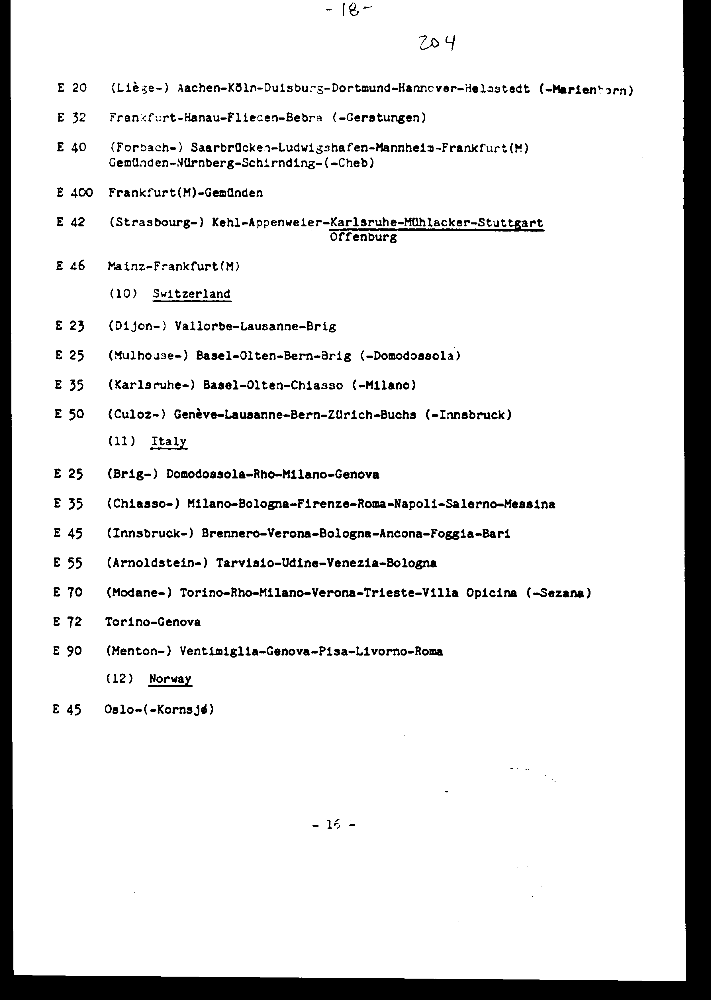 - 18 -
204
E 20 (Liège-) Aachen-Köln-Duisburg-Dortmund-Hannover-Helmstedt (-Marienborn)
E 32 Frankfurt-Hanau-Flieden-Bebra (-Gerstungen)
E 40 (Forbach-) Saarbrücken-Ludwigshafen-Mannheim-Frankfurt(M)
Gemünden-Nürnberg-Schirnding-(-Cheb)
E 400 Frankfurt(M)-Gemünden
E 42 (Strasbourg-) Kehl-Appenweier-Karlsruhe-Mühlacker-Stuttgart
Offenburg
E 46 Mainz-Frankfurt(M)
(10) Switzerland
E 23 (Dijon-) Vallorbe-Lausanne-Brig
E 25 (Mulhouse-) Basel-Olten-Bern-Brig (-Domodossola)
E 35 (Karlsruhe-) Basel-Olten-Chiasso (-Milano)
E 50 (Culoz-) Genève-Lausanne-Bern-Zürich-Buchs (-Innsbruck)
(11) Italy
E 25 (Brig-) Domodossola-Rho-Milano-Genova
E 35 (Chiasso-) Milano-Bologna-Firenze-Roma-Napoli-Salerno-Messina
E 45 (Innsbruck-) Brennero-Verona-Bologna-Ancona-Foggia-Bari
E 55 (Arnoldstein-) Tarvisio-Udine-Venezia-Bologna
E 70 (Modane-) Torino-Rho-Milano-Verona-Trieste-Villa Opicina (-Sezana)
E 72 Torino-Genova
E 90 (Menton-) Ventimiglia-Genova-Pisa-Livorno-Roma
(12) Norway
E 45 Oslo-(-Kornsjø)
- 16 -